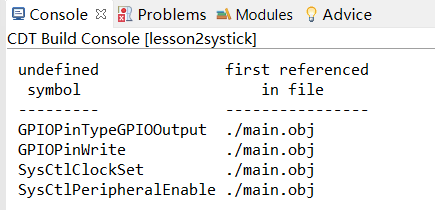 Console Problems Modules Advice
CDT Build Console [lesson2systick]
undefined first referenced
symbol in file
--------- ----------------
GPIOPinTypeGPIOOutput ./main.obj
GPIOPinWrite ./main.obj
SysCtlClockSet ./main.obj
SysCtlPeripheralEnable ./main.obj